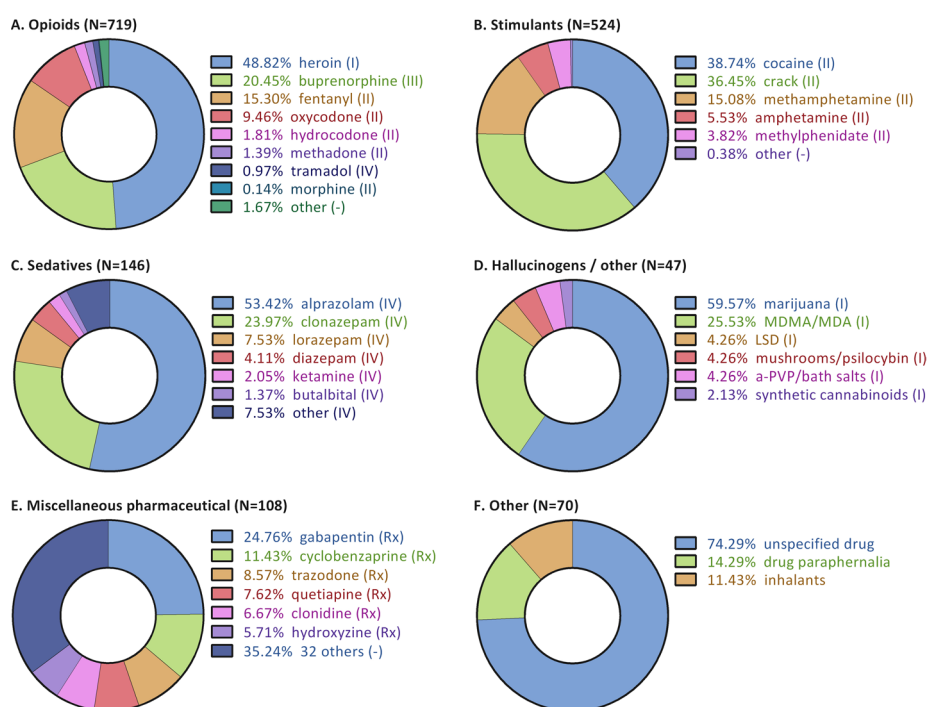 A. Opioids (N=719)
48.82% heroin (I)
20.45% buprenorphine (III)
15.30% fentanyl (II)
9.46% oxycodone (II)
1.81% hydrocodone (II)
1.39% methadone (II)
0.97% tramadol (IV)
0.14% morphine (II)
1.67% other (-)
B. Stimulants (N=524)
38.74% cocaine (II)
36.45% crack (II)
15.08% methamphetamine (II)
5.53% amphetamine (II)
3.82% methylphenidate (II)
0.38% other (-)
C. Sedatives (N=146)
53.42% alprazolam (IV)
23.97% clonazepam (IV)
7.53% lorazepam (IV)
4.11% diazepam (IV)
2.05% ketamine (IV)
1.37% butalbital (IV)
7.53% other (IV)
D. Hallucinogens / other (N=47)
59.57% marijuana (I)
25.53% MDMA/MDA (I)
4.26% LSD (I)
4.26% mushrooms/psilocybin (I)
4.26% a-PVP/bath salts (I)
2.13% synthetic cannabinoids (I)
E. Miscellaneous pharmaceutical (N=108)
24.76% gabapentin (Rx)
11.43% cyclobenzaprine (Rx)
8.57% trazodone (Rx)
7.62% quetiapine (Rx)
6.67% clonidine (Rx)
5.71% hydroxyzine (Rx)
35.24% 32 others (-)
F. Other (N=70)
74.29% unspecified drug
14.29% drug paraphernalia
11.43% inhalants